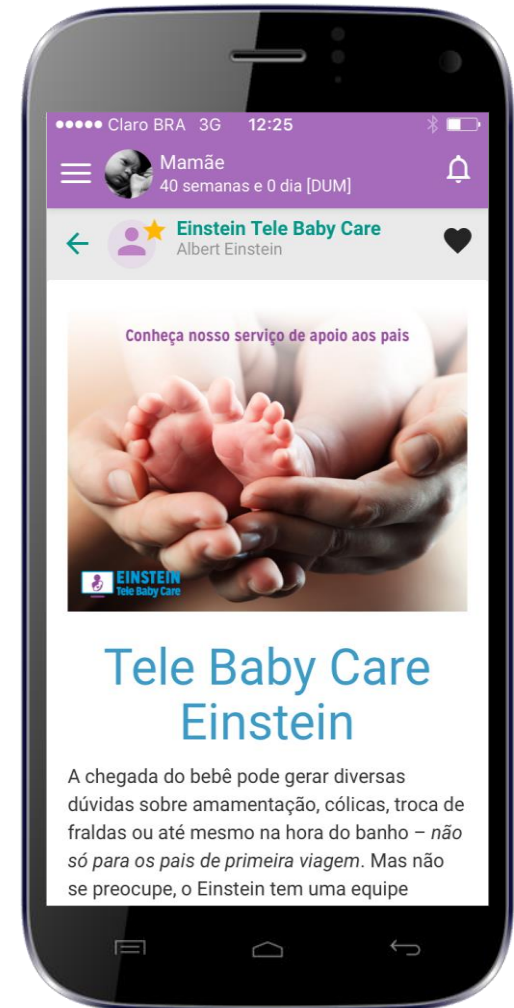 Claro BRA 3G 12:25
Mamãe
40 semanas e 0 dia [DUM]
Einstein Tele Baby Care
Albert Einstein
Conheça nosso serviço de apoio aos pais
EINSTEIN
Tele Baby Care
Tele Baby Care
Einstein
A chegada do bebê pode gerar diversas
dúvidas sobre amamentação, cólicas, troca de
fraldas ou até mesmo na hora do banho – não
só para os pais de primeira viagem. Mas não
se preocupe, o Einstein tem uma equipe